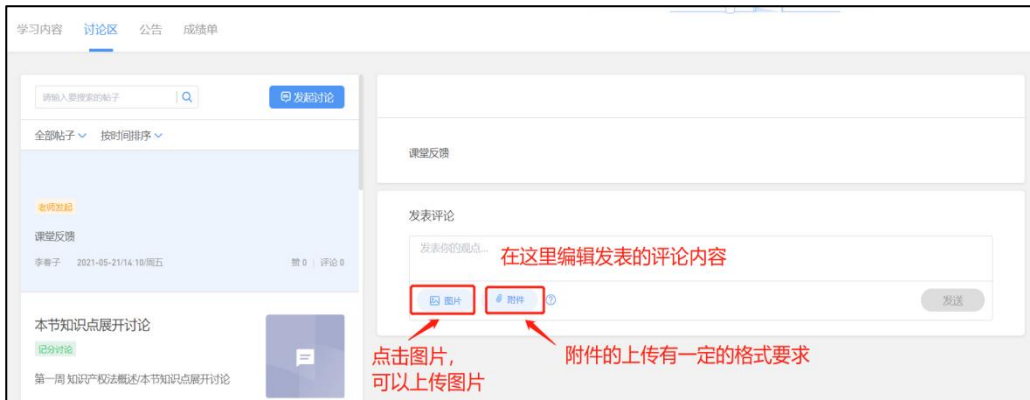 学习内容 讨论区 公告 成绩单
请输入要搜索的帖子
发起讨论
全部帖子 按时间排序
老师发起
课堂反馈
李春子 2021-05-21/14:10/周五 赞 0 | 评论 0
本节知识点展开讨论
记分讨论
第一周 知识产权法概述/本节知识点展开讨论
课堂反馈
发表评论
发表你的观点...
在这里编辑发表的评论内容
图片 附件 发送
点击图片，
可以上传图片
附件的上传有一定的格式要求